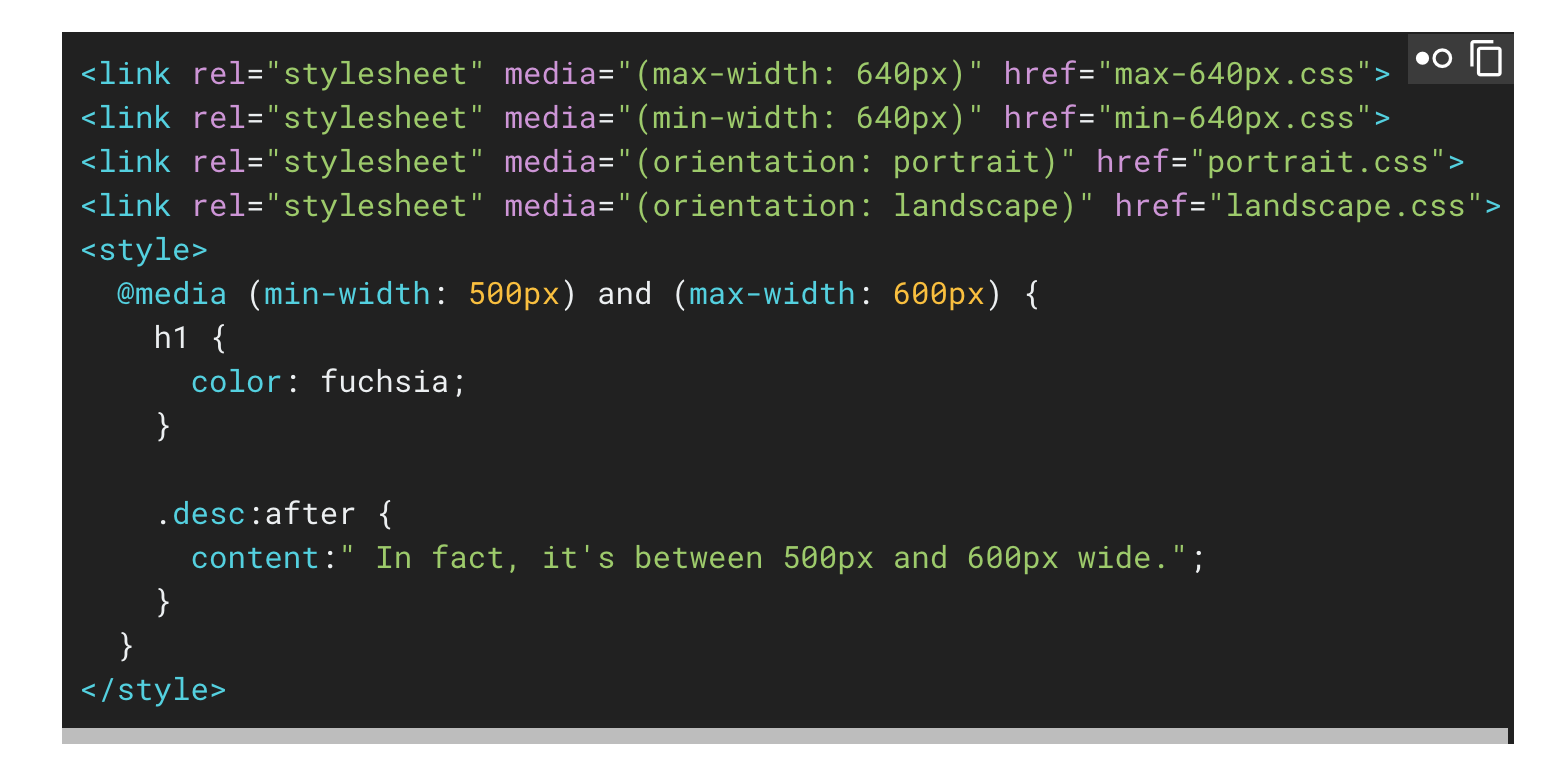 <link rel="stylesheet" media="(max-width: 640px)" href="max-640px.css">
<link rel="stylesheet" media="(min-width: 640px)" href="min-640px.css">
<link rel="stylesheet" media="(orientation: portrait)" href="portrait.css">
<link rel="stylesheet" media="(orientation: landscape)" href="landscape.css">
<style>
  @media (min-width: 500px) and (max-width: 600px) {
    h1 {
      color: fuchsia;
    }

    .desc:after {
      content:" In fact, it's between 500px and 600px wide.";
    }
  }
</style>